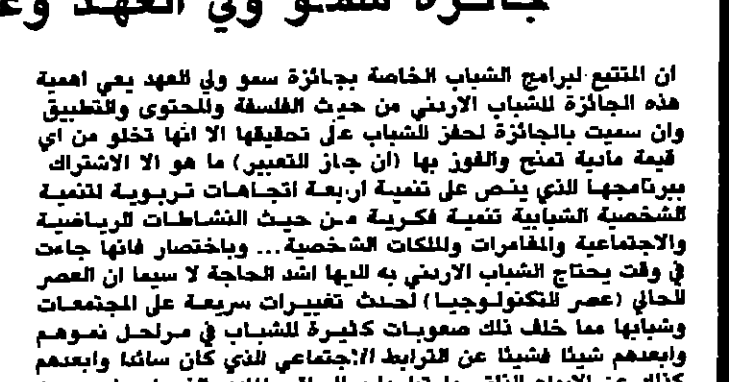 جائزة سمو ولي العهد
ان المتتبع لبرامج الشباب الخاصة بجائزة سمو ولي العهد يعي اهمية
هذه الجائزة للشباب الاردني من حيث الفلسفة والمحتوى والتطبيق
وان سميت بالجائزة لحفز الشباب على تحقيقها الا انها تخلو من اي
قيمة مادية تمنح والفوز بها (ان جاز التعبير) ما هو الا الاشتراك
ببرنامجها الذي ينص على تنمية اربعة اتجاهات تربوية لتنمية
الشخصية الشبابية تنمية فكرية من حيث النشاطات الرياضية
والاجتماعية والمغامرات والملكات الشخصية... وباختصار فانها جاءت
في وقت يحتاج الشباب الاردني به لديها اشد الحاجة لا سيما ان العصر
الحالي (عصر التكنولوجيا) احدث تغييرات سريعة على المجتمعات
وشبابها مما خلف ذلك صعوبات كثيرة للشباب في مراحل نموهم
وابعدهم شيئا فشيئا عن الترابط الاجتماعي الذي كان سائدا وابعدهم
كذلك عن